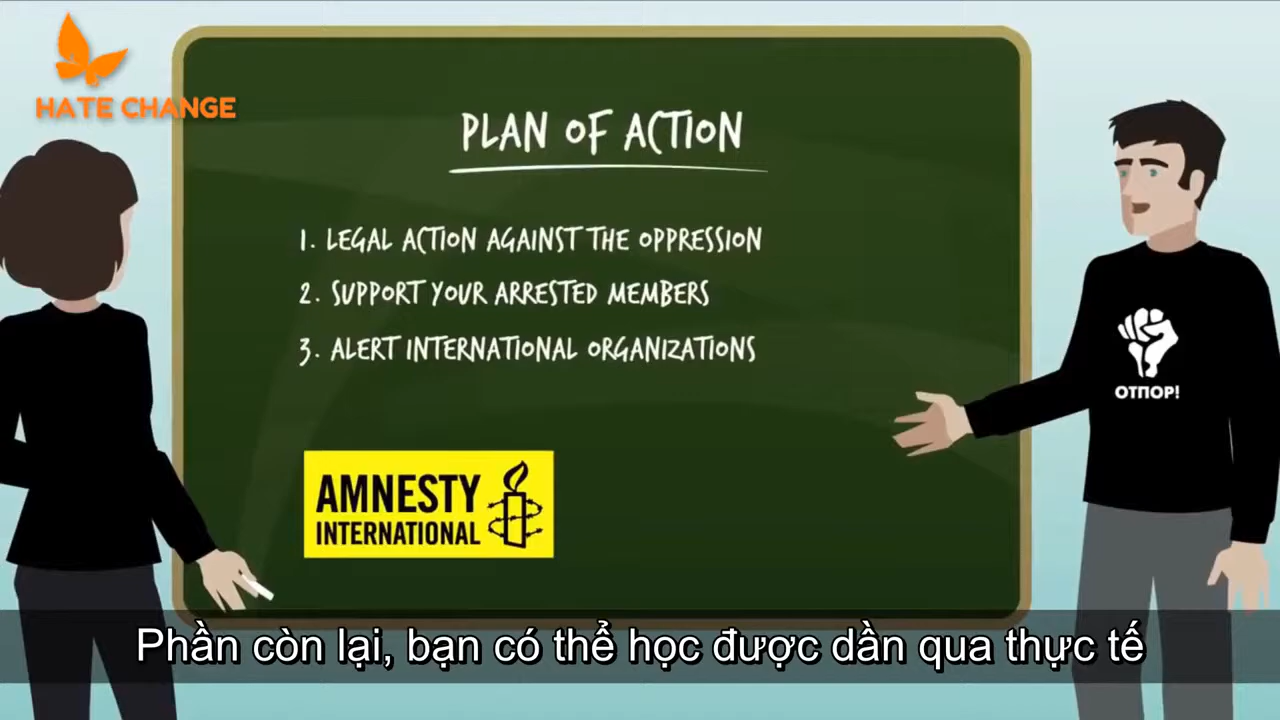 HATE CHANGE
PLAN OF ACTION
1. LEGAL ACTION AGAINST THE OPPRESSION
2. SUPPORT YOUR ARRESTED MEMBERS
3. ALERT INTERNATIONAL ORGANIZATIONS
ОТПОР!
AMNESTY
INTERNATIONAL
Phần còn lại, bạn có thể học được dần qua thực tế